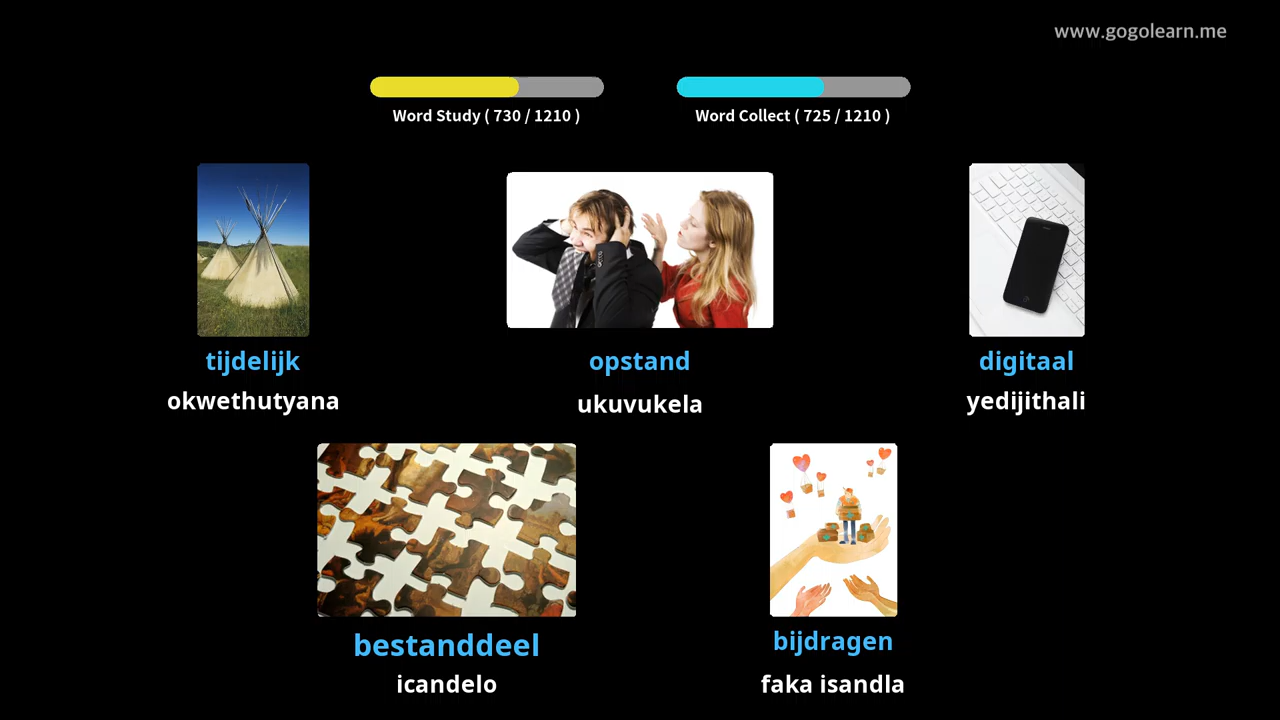 www.gogolearn.me
Word Study ( 730 / 1210 )
Word Collect ( 725 / 1210 )
tijdelijk
okwethutyana
opstand
ukuvukela
digitaal
yedijithali
bestanddeel
icandelo
bijdragen
faka isandla